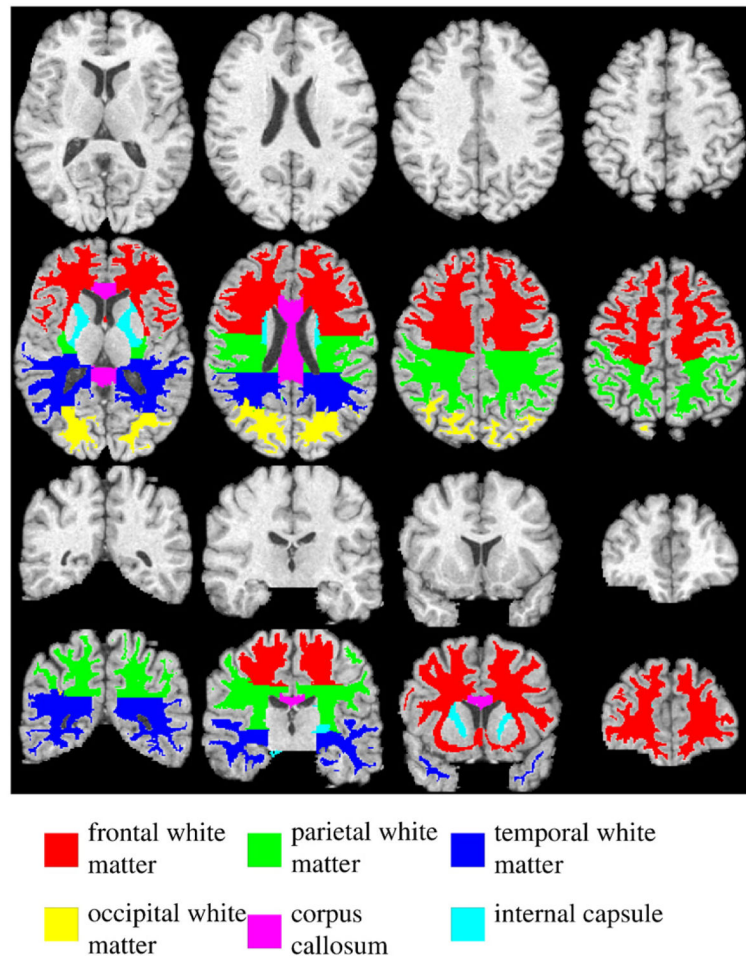 frontal white
matter
parietal white
matter
temporal white
matter
occipital white
matter
corpus
callosum
internal capsule